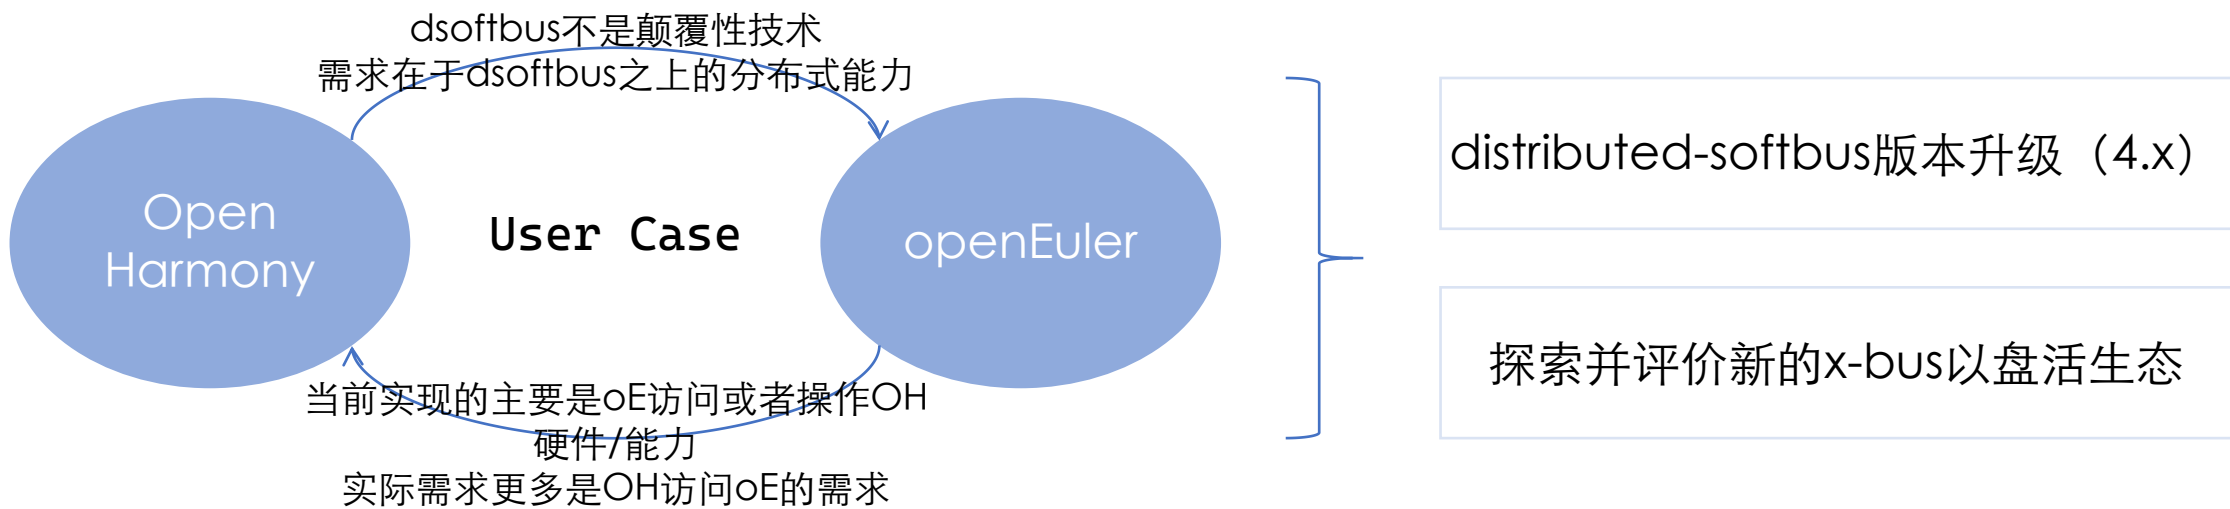 dsoftbus不是颠覆性技术
需求在于dsoftbus之上的分布式能力
Open
Harmony
User Case
openEuler
当前实现的主要是oE访问或者操作OH
硬件/能力
实际需求更多是OH访问oE的需求
distributed-softbus版本升级（4.x）
探索并评价新的x-bus以盘活生态